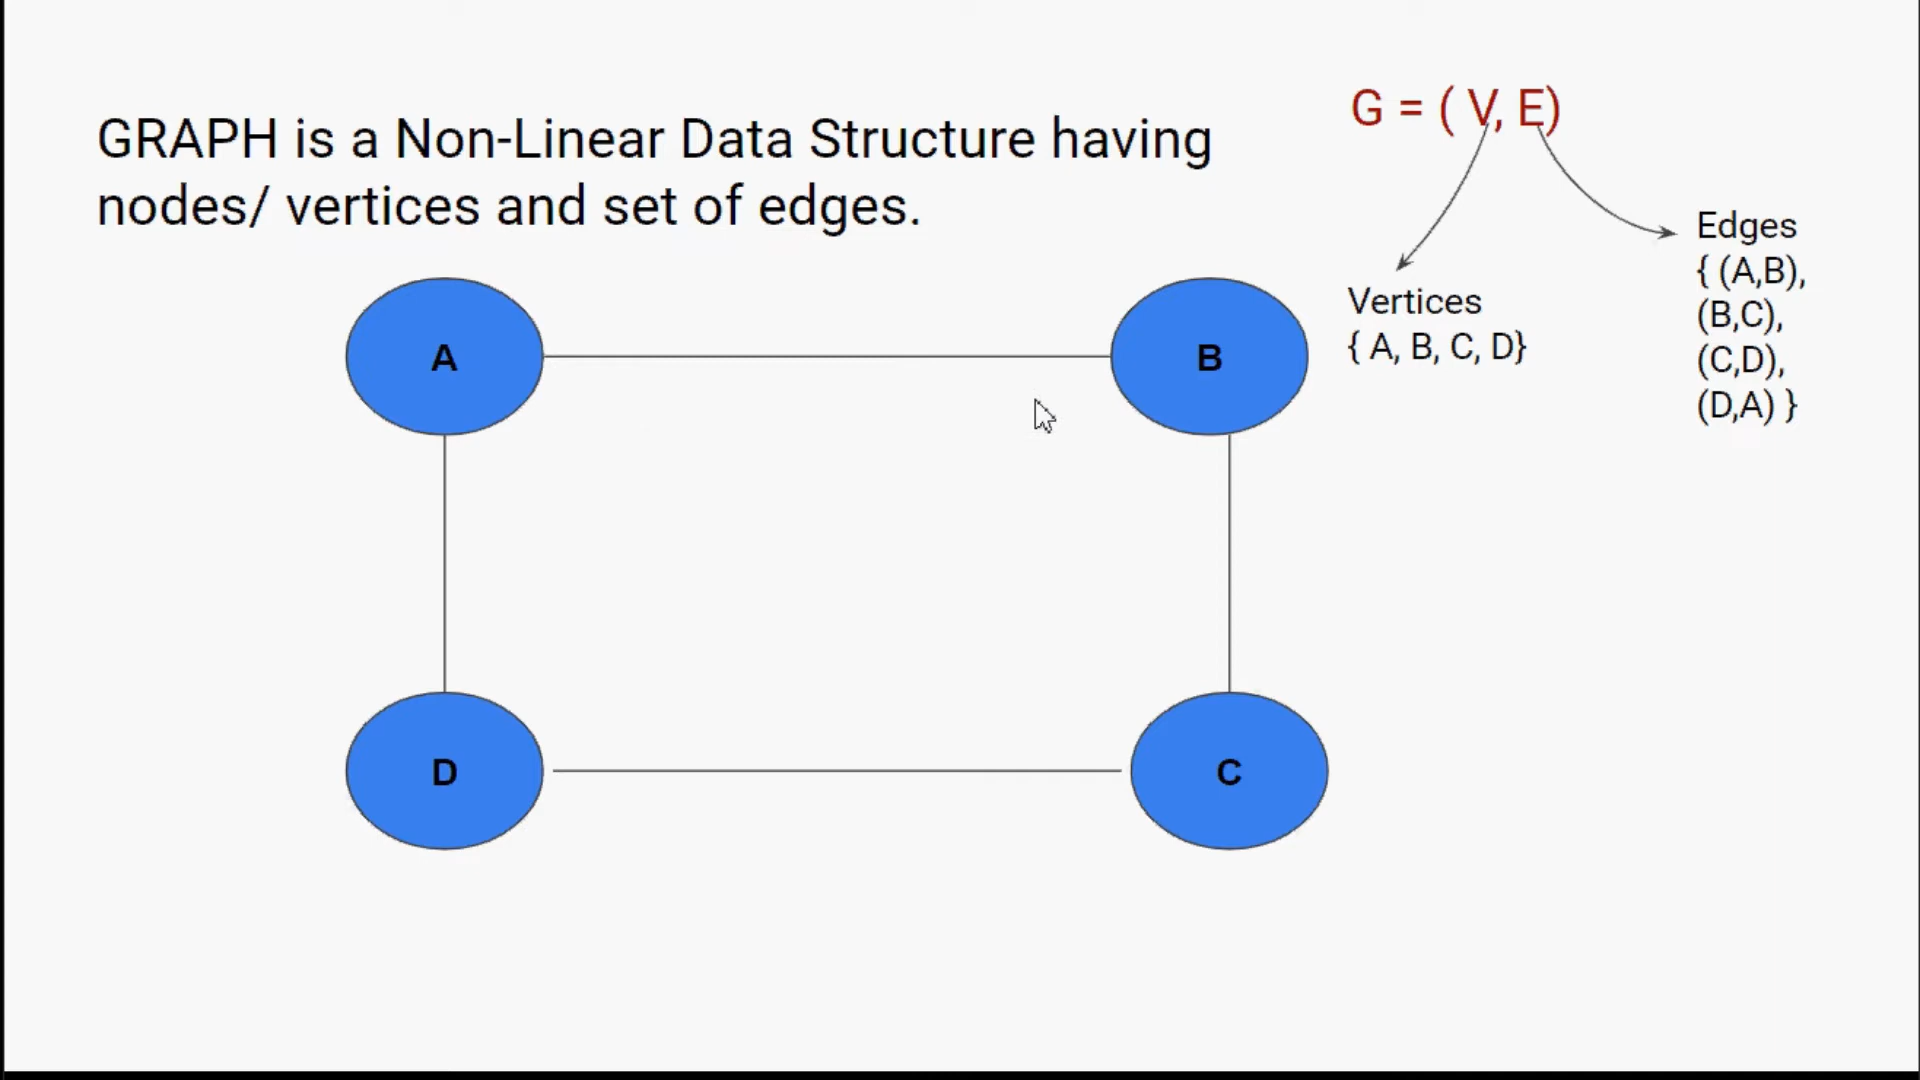 GRAPH is a Non-Linear Data Structure having
nodes/ vertices and set of edges.
G = ( V, E)
Vertices
{ A, B, C, D}
Edges
{ (A,B),
(B,C),
(C,D),
(D,A) }
A
B
D
C